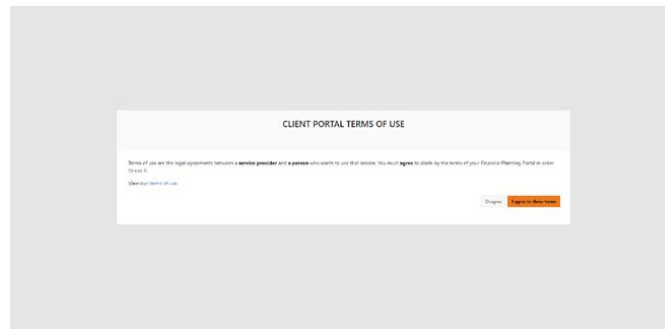 CLIENT PORTAL TERMS OF USE
Terms of use are the legal agreements between a service provider and a person who wants to use that service. You must agree to abide by the terms of your Financial Planning Portal in order
to use it.
View our terms of use.
Disagree
I agree to these terms